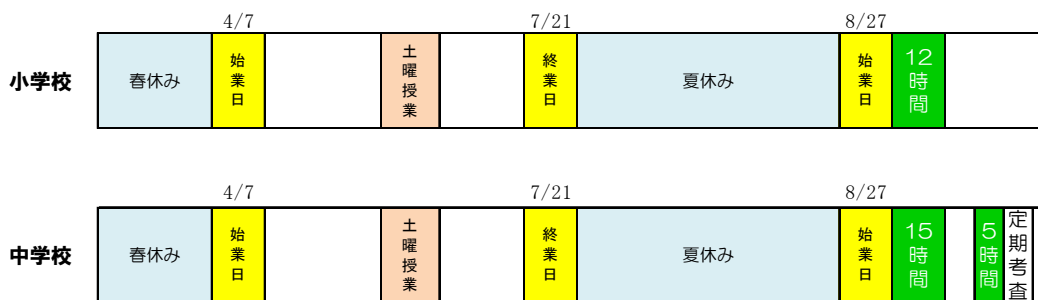 4/7
7/21
8/27
小学校
春休み
始業日
土曜授業
終業日
夏休み
始業日
12時間
4/7
7/21
8/27
中学校
春休み
始業日
土曜授業
終業日
夏休み
始業日
15時間
5時間
定期考査